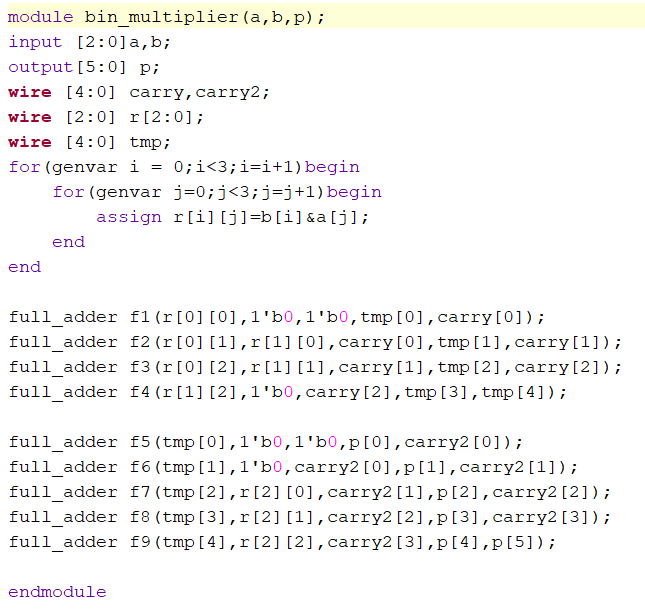 module bin_multiplier(a,b,p);
input [2:0]a,b;
output[5:0] p;
wire [4:0] carry,carry2;
wire [2:0] r[2:0];
wire [4:0] tmp;
for(genvar i = 0;i<3;i=i+1)begin
    for(genvar j=0;j<3;j=j+1)begin
        assign r[i][j]=b[i]&a[j];
    end
end

full_adder f1(r[0][0],1'b0,1'b0,tmp[0],carry[0]);
full_adder f2(r[0][1],r[1][0],carry[0],tmp[1],carry[1]);
full_adder f3(r[0][2],r[1][1],carry[1],tmp[2],carry[2]);
full_adder f4(r[1][2],1'b0,carry[2],tmp[3],tmp[4]);

full_adder f5(tmp[0],1'b0,1'b0,p[0],carry2[0]);
full_adder f6(tmp[1],1'b0,carry2[0],p[1],carry2[1]);
full_adder f7(tmp[2],r[2][0],carry2[1],p[2],carry2[2]);
full_adder f8(tmp[3],r[2][1],carry2[2],p[3],carry2[3]);
full_adder f9(tmp[4],r[2][2],carry2[3],p[4],p[5]);

endmodule